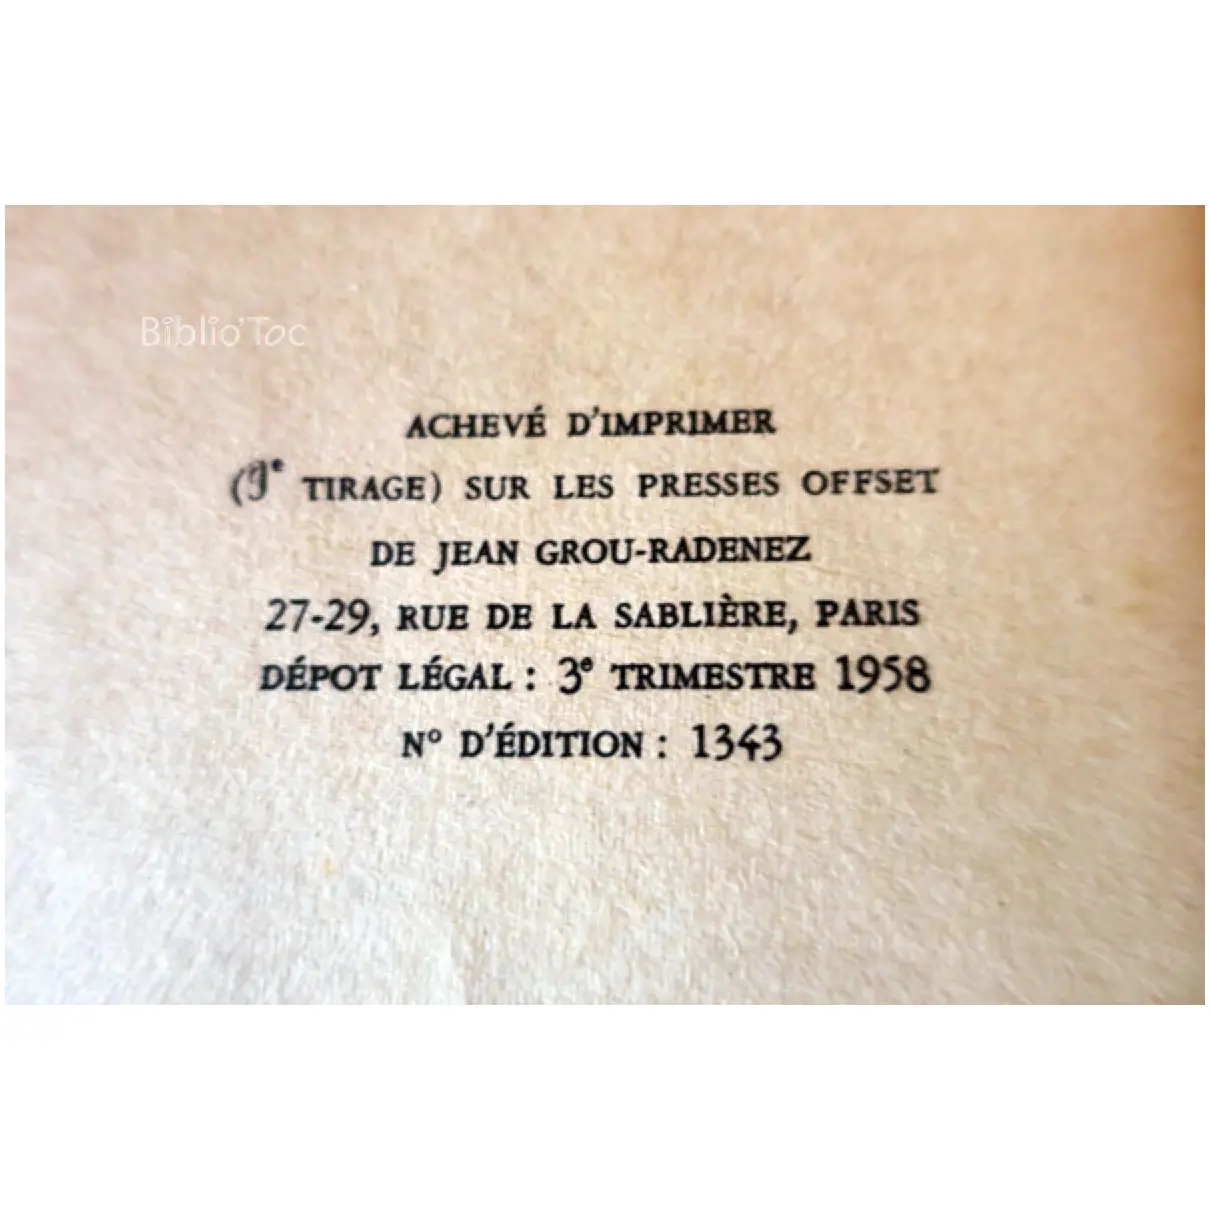 Biblio'Toc
ACHEVÉ D'IMPRIMER
(9e TIRAGE) SUR LES PRESSES OFFSET
DE JEAN GROU-RADENEZ
27-29, RUE DE LA SABLIÈRE, PARIS
DÉPOT LÉGAL : 3e TRIMESTRE 1958
N° D'ÉDITION : 1343